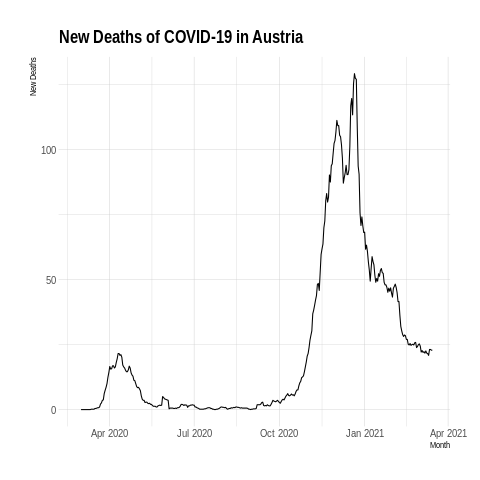 New Deaths of COVID-19 in Austria
New Deaths
100
50
0
Apr 2020
Jul 2020
Oct 2020
Jan 2021
Apr 2021
Month